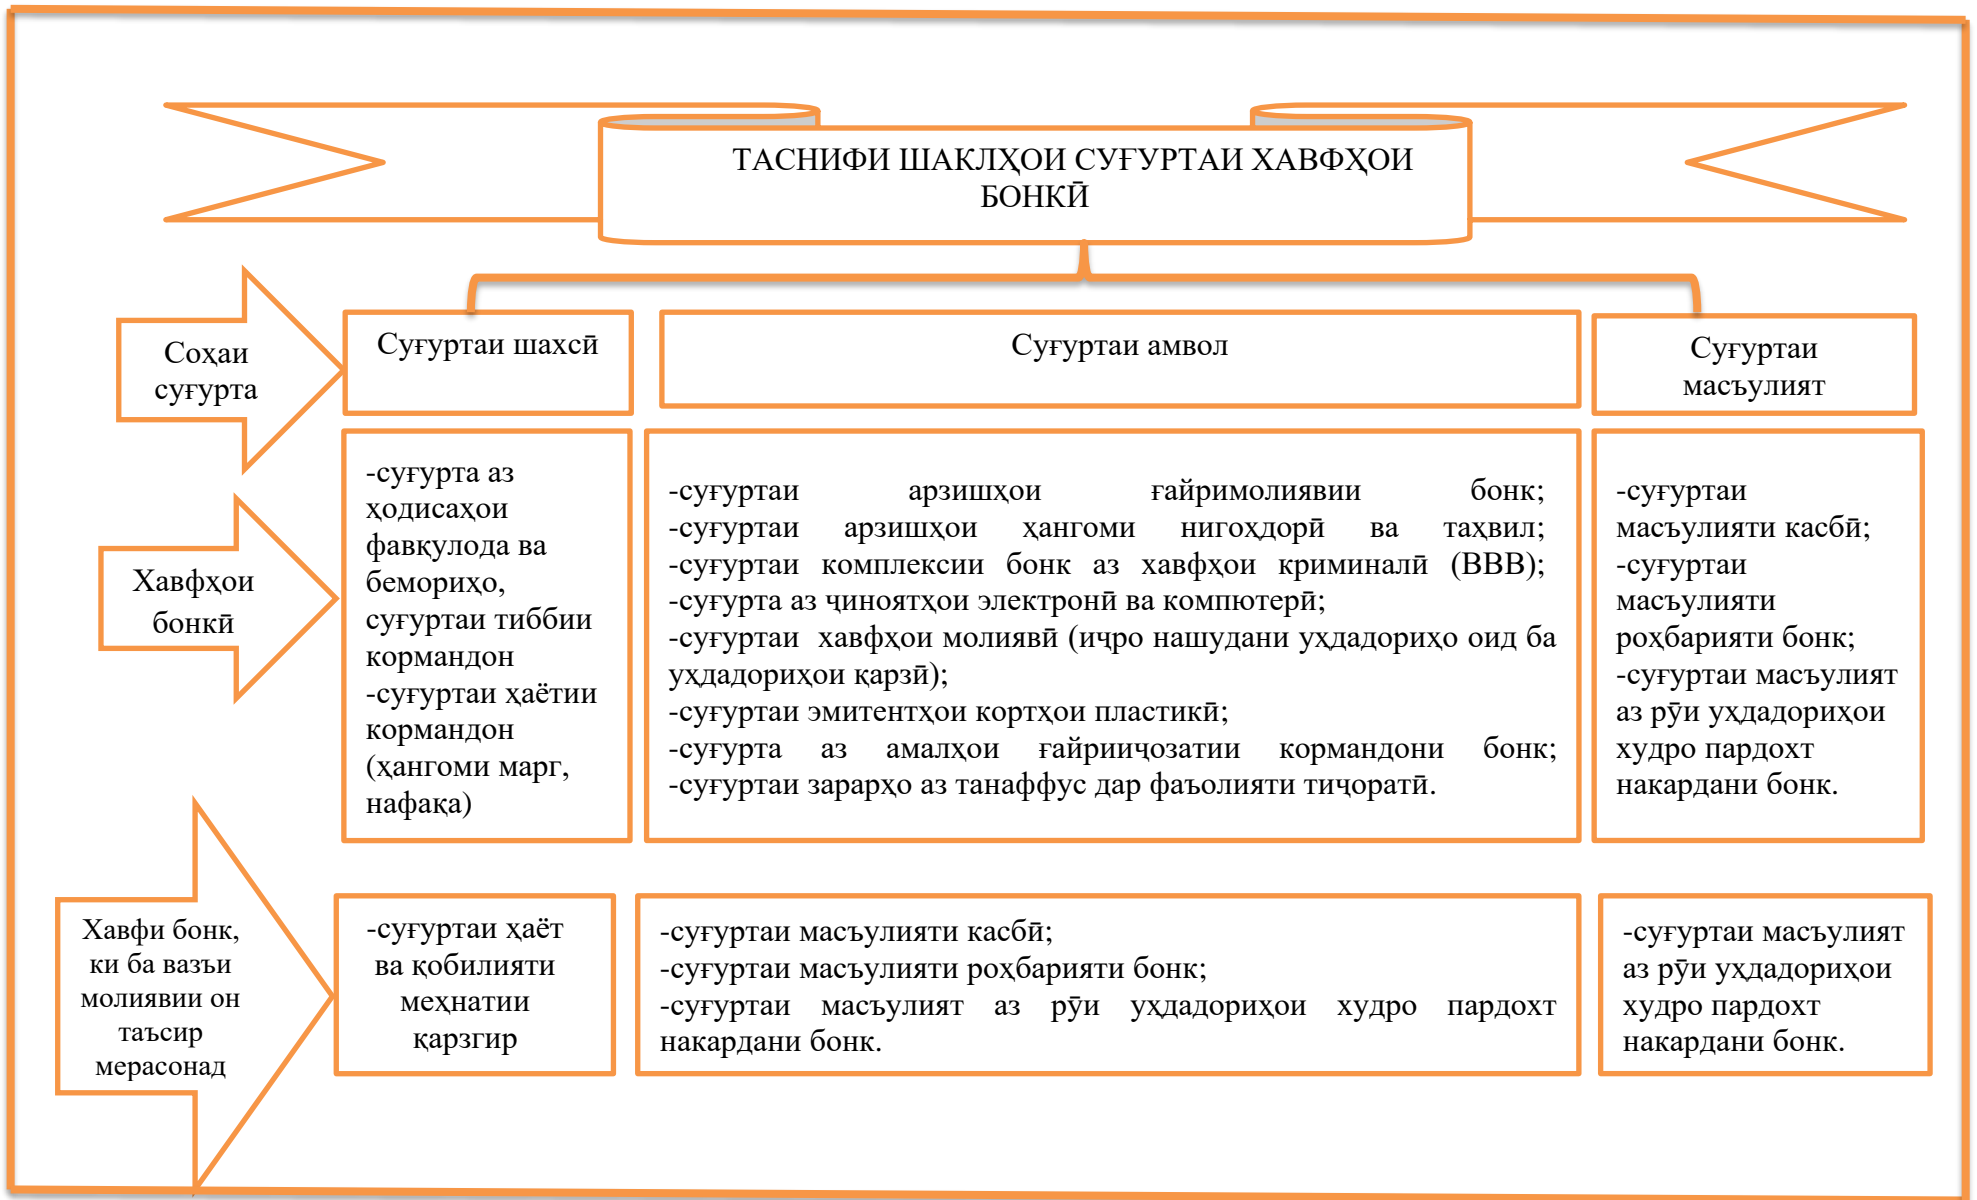 ТАСНИФИ ШАКЛҲОИ СУҒУРТАИ ХАВФҲОИ
БОНКӢ
Соҳаи
суғурта
Суғуртаи шахсӣ
Суғуртаи амвол
Суғуртаи
масъулият
Хавфҳои
бонкӣ
-суғурта аз
ҳодисаҳои
фавқулода ва
бемориҳо,
суғуртаи тиббии
кормандон
-суғуртаи ҳаётии
кормандон
(ҳангоми марг,
нафақа)
-суғуртаи арзишҳои ғайримолиявии бонк;
-суғуртаи арзишҳои ҳангоми нигоҳдорӣ ва таҳвил;
-суғуртаи комплексии бонк аз хавфҳои криминалӣ (ВВВ);
-суғурта аз ҷиноятҳои электронӣ ва компютерӣ;
-суғуртаи хавфҳои молиявӣ (иҷро нашудани уҳдадориҳо оид ба
уҳдадориҳои қарзӣ);
-суғуртаи эмитентҳои кортҳои пластикӣ;
-суғурта аз амалҳои ғайрииҷозатии кормандони бонк;
-суғуртаи зарарҳо аз танаффус дар фаъолияти тиҷоратӣ.
-суғуртаи
масъулияти касбӣ;
-суғуртаи
масъулияти
роҳбарияти бонк;
-суғуртаи масъулият
аз рӯи уҳдадориҳои
худро пардохт
накардани бонк.
Хавфи бонк,
ки ба вазъи
молиявии он
таъсир
мерасонад
-суғуртаи ҳаёт
ва қобилияти
меҳнатии
қарзгир
-суғуртаи масъулияти касбӣ;
-суғуртаи масъулияти роҳбарияти бонк;
-суғуртаи масъулият аз рӯи уҳдадориҳои худро пардохт
накардани бонк.
-суғуртаи масъулият
аз рӯи уҳдадориҳои
худро пардохт
накардани бонк.